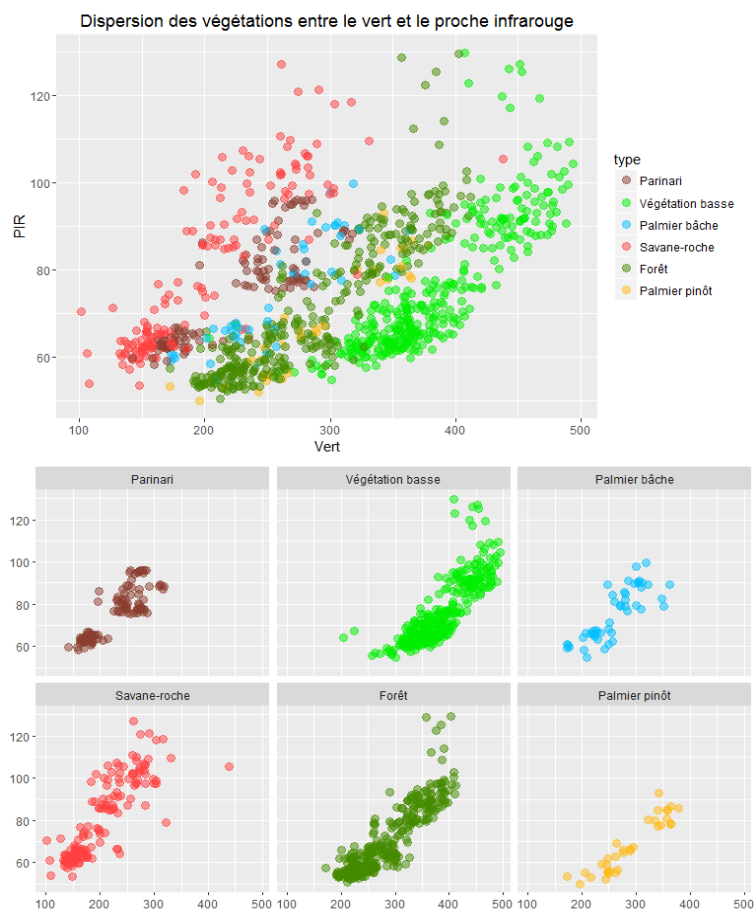 Dispersion des végétations entre le vert et le proche infrarouge
120
100
80
60
PIR
100 200 300 400 500
Vert
type
Parinari
Végétation basse
Palmier bâche
Savane-roche
Forêt
Palmier pinôt
Parinari Végétation basse Palmier bâche
120
100
80
60
Savane-roche Forêt Palmier pinôt
120
100
80
60
100 200 300 400 500 100 200 300 400 500 100 200 300 400 500